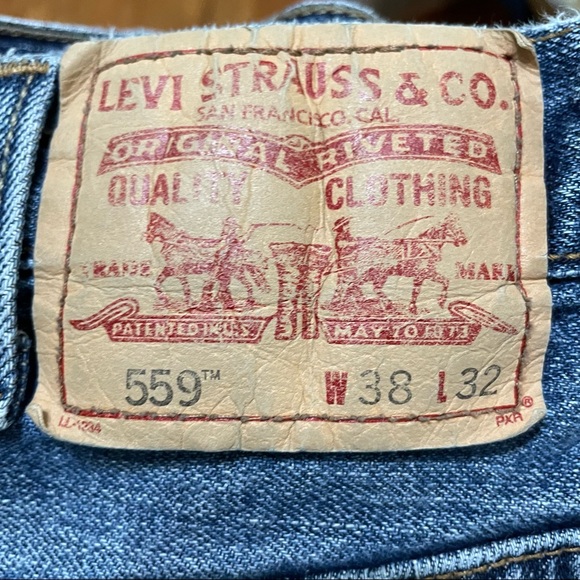 LEVI STRAUSS & CO.
SAN FRANCISCO, CAL.
ORIGINAL RIVETED
QUALITY CLOTHING
TRADE MARK
PATENTED IN U.S. MAY 20 1873
559™ W 38 L 32
PXR®